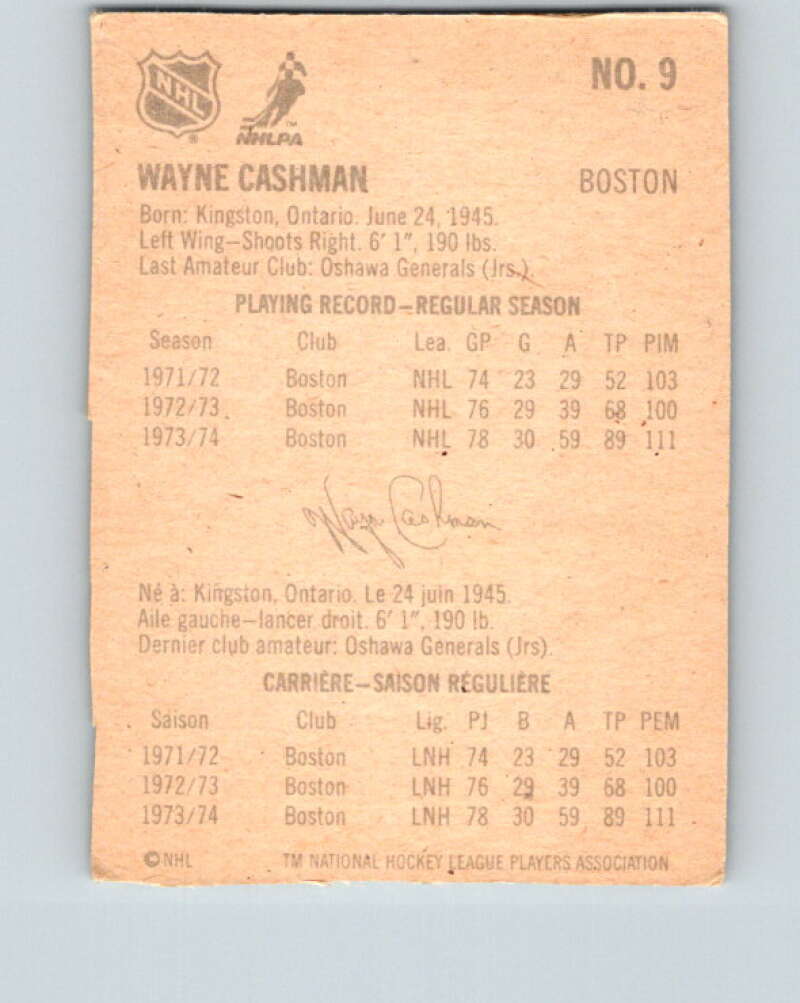 NHL
NHLPA
NO. 9
WAYNE CASHMAN BOSTON
Born: Kingston, Ontario. June 24, 1945.
Left Wing—Shoots Right. 6' 1", 190 lbs.
Last Amateur Club: Oshawa Generals (Jrs.).
PLAYING RECORD—REGULAR SEASON
Season Club Lea. GP G A TP PIM
1971/72 Boston NHL 74 23 29 52 103
1972/73 Boston NHL 76 29 39 68 100
1973/74 Boston NHL 78 30 59 89 111
Wayne Cashman
Né à: Kingston, Ontario. Le 24 juin 1945.
Aile gauche—lancer droit. 6' 1", 190 lb.
Dernier club amateur: Oshawa Generals (Jrs).
CARRIÈRE—SAISON RÉGULIÈRE
Saison Club Lig. PJ B A TP PEM
1971/72 Boston LNH 74 23 29 52 103
1972/73 Boston LNH 76 29 39 68 100
1973/74 Boston LNH 78 30 59 89 111
© NHL TM NATIONAL HOCKEY LEAGUE PLAYERS ASSOCIATION